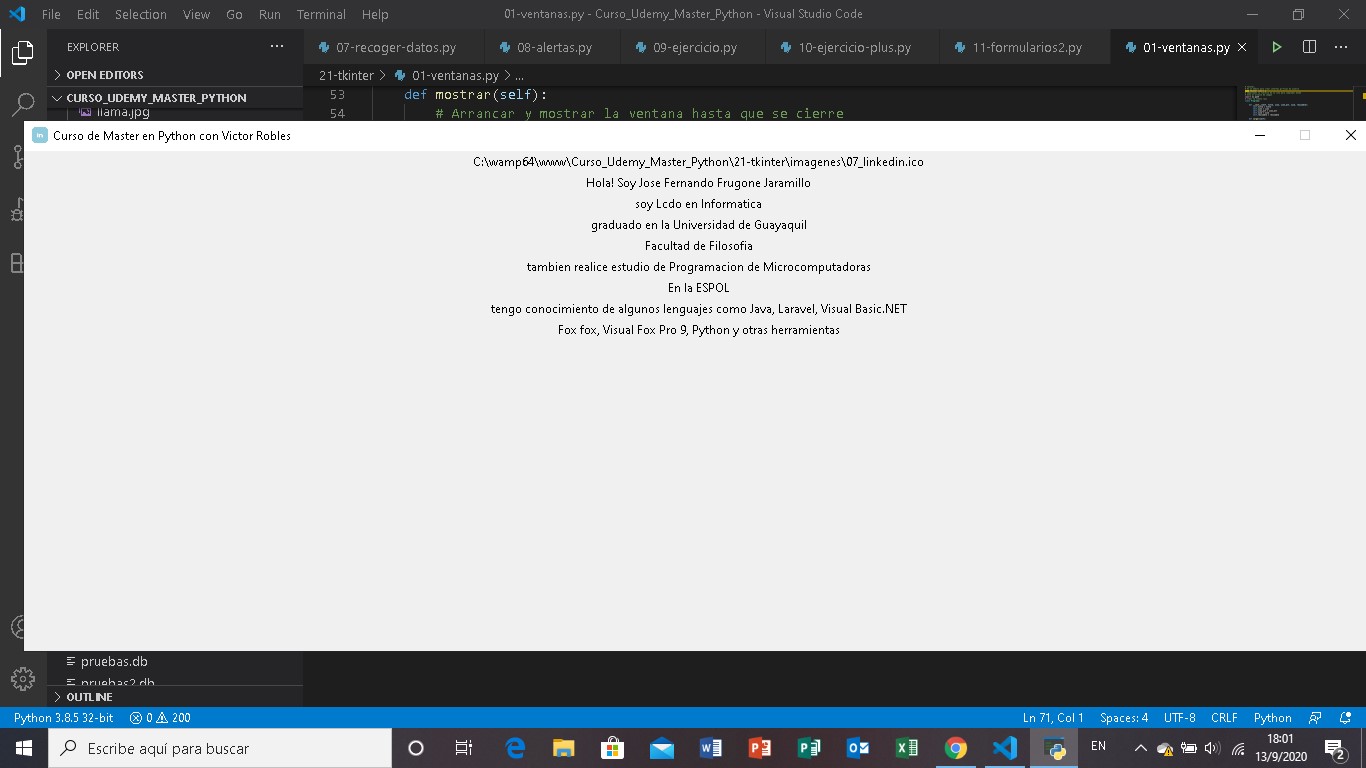 File Edit Selection View Go Run Terminal Help 01-ventanas.py - Curso_Udemy_Master_Python - Visual Studio Code
EXPLORER 07-recoger-datos.py 08-alertas.py 09-ejercicio.py 10-ejercicio-plus.py 11-formularios2.py 01-ventanas.py
OPEN EDITORS 21-tkinter > 01-ventanas.py > ...
CURSO_UDEMY_MASTER_PYTHON 53 def mostrar(self):
llama.jpg 54 # Arrancar y mostrar la ventana hasta que se cierre
in Curso de Master en Python con Victor Robles
C:\wamp64\www\Curso_Udemy_Master_Python\21-tkinter\imagenes\07_linkedin.ico
Hola! Soy Jose Fernando Frugone Jaramillo
soy Lcdo en Informatica
graduado en la Universidad de Guayaquil
Facultad de Filosofia
tambien realice estudio de Programacion de Microcomputadoras
En la ESPOL
tengo conocimiento de algunos lenguajes como Java, Laravel, Visual Basic.NET
Fox fox, Visual Fox Pro 9, Python y otras herramientas
pruebas.db
pruebas2.db
OUTLINE
Python 3.8.5 32-bit 0 200 Ln 71, Col 1 Spaces: 4 UTF-8 CRLF Python
Escribe aquí para buscar EN 18:01
13/9/2020 2